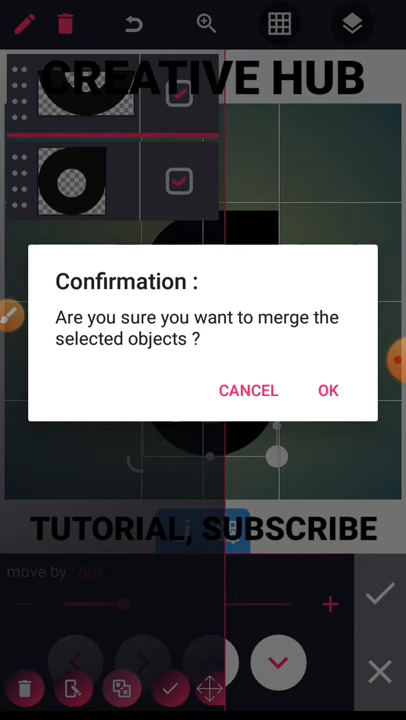 CREATIVE HUB
Confirmation :
Are you sure you want to merge the
selected objects ?
CANCEL OK
TUTORIAL, SUBSCRIBE
move by : 5px